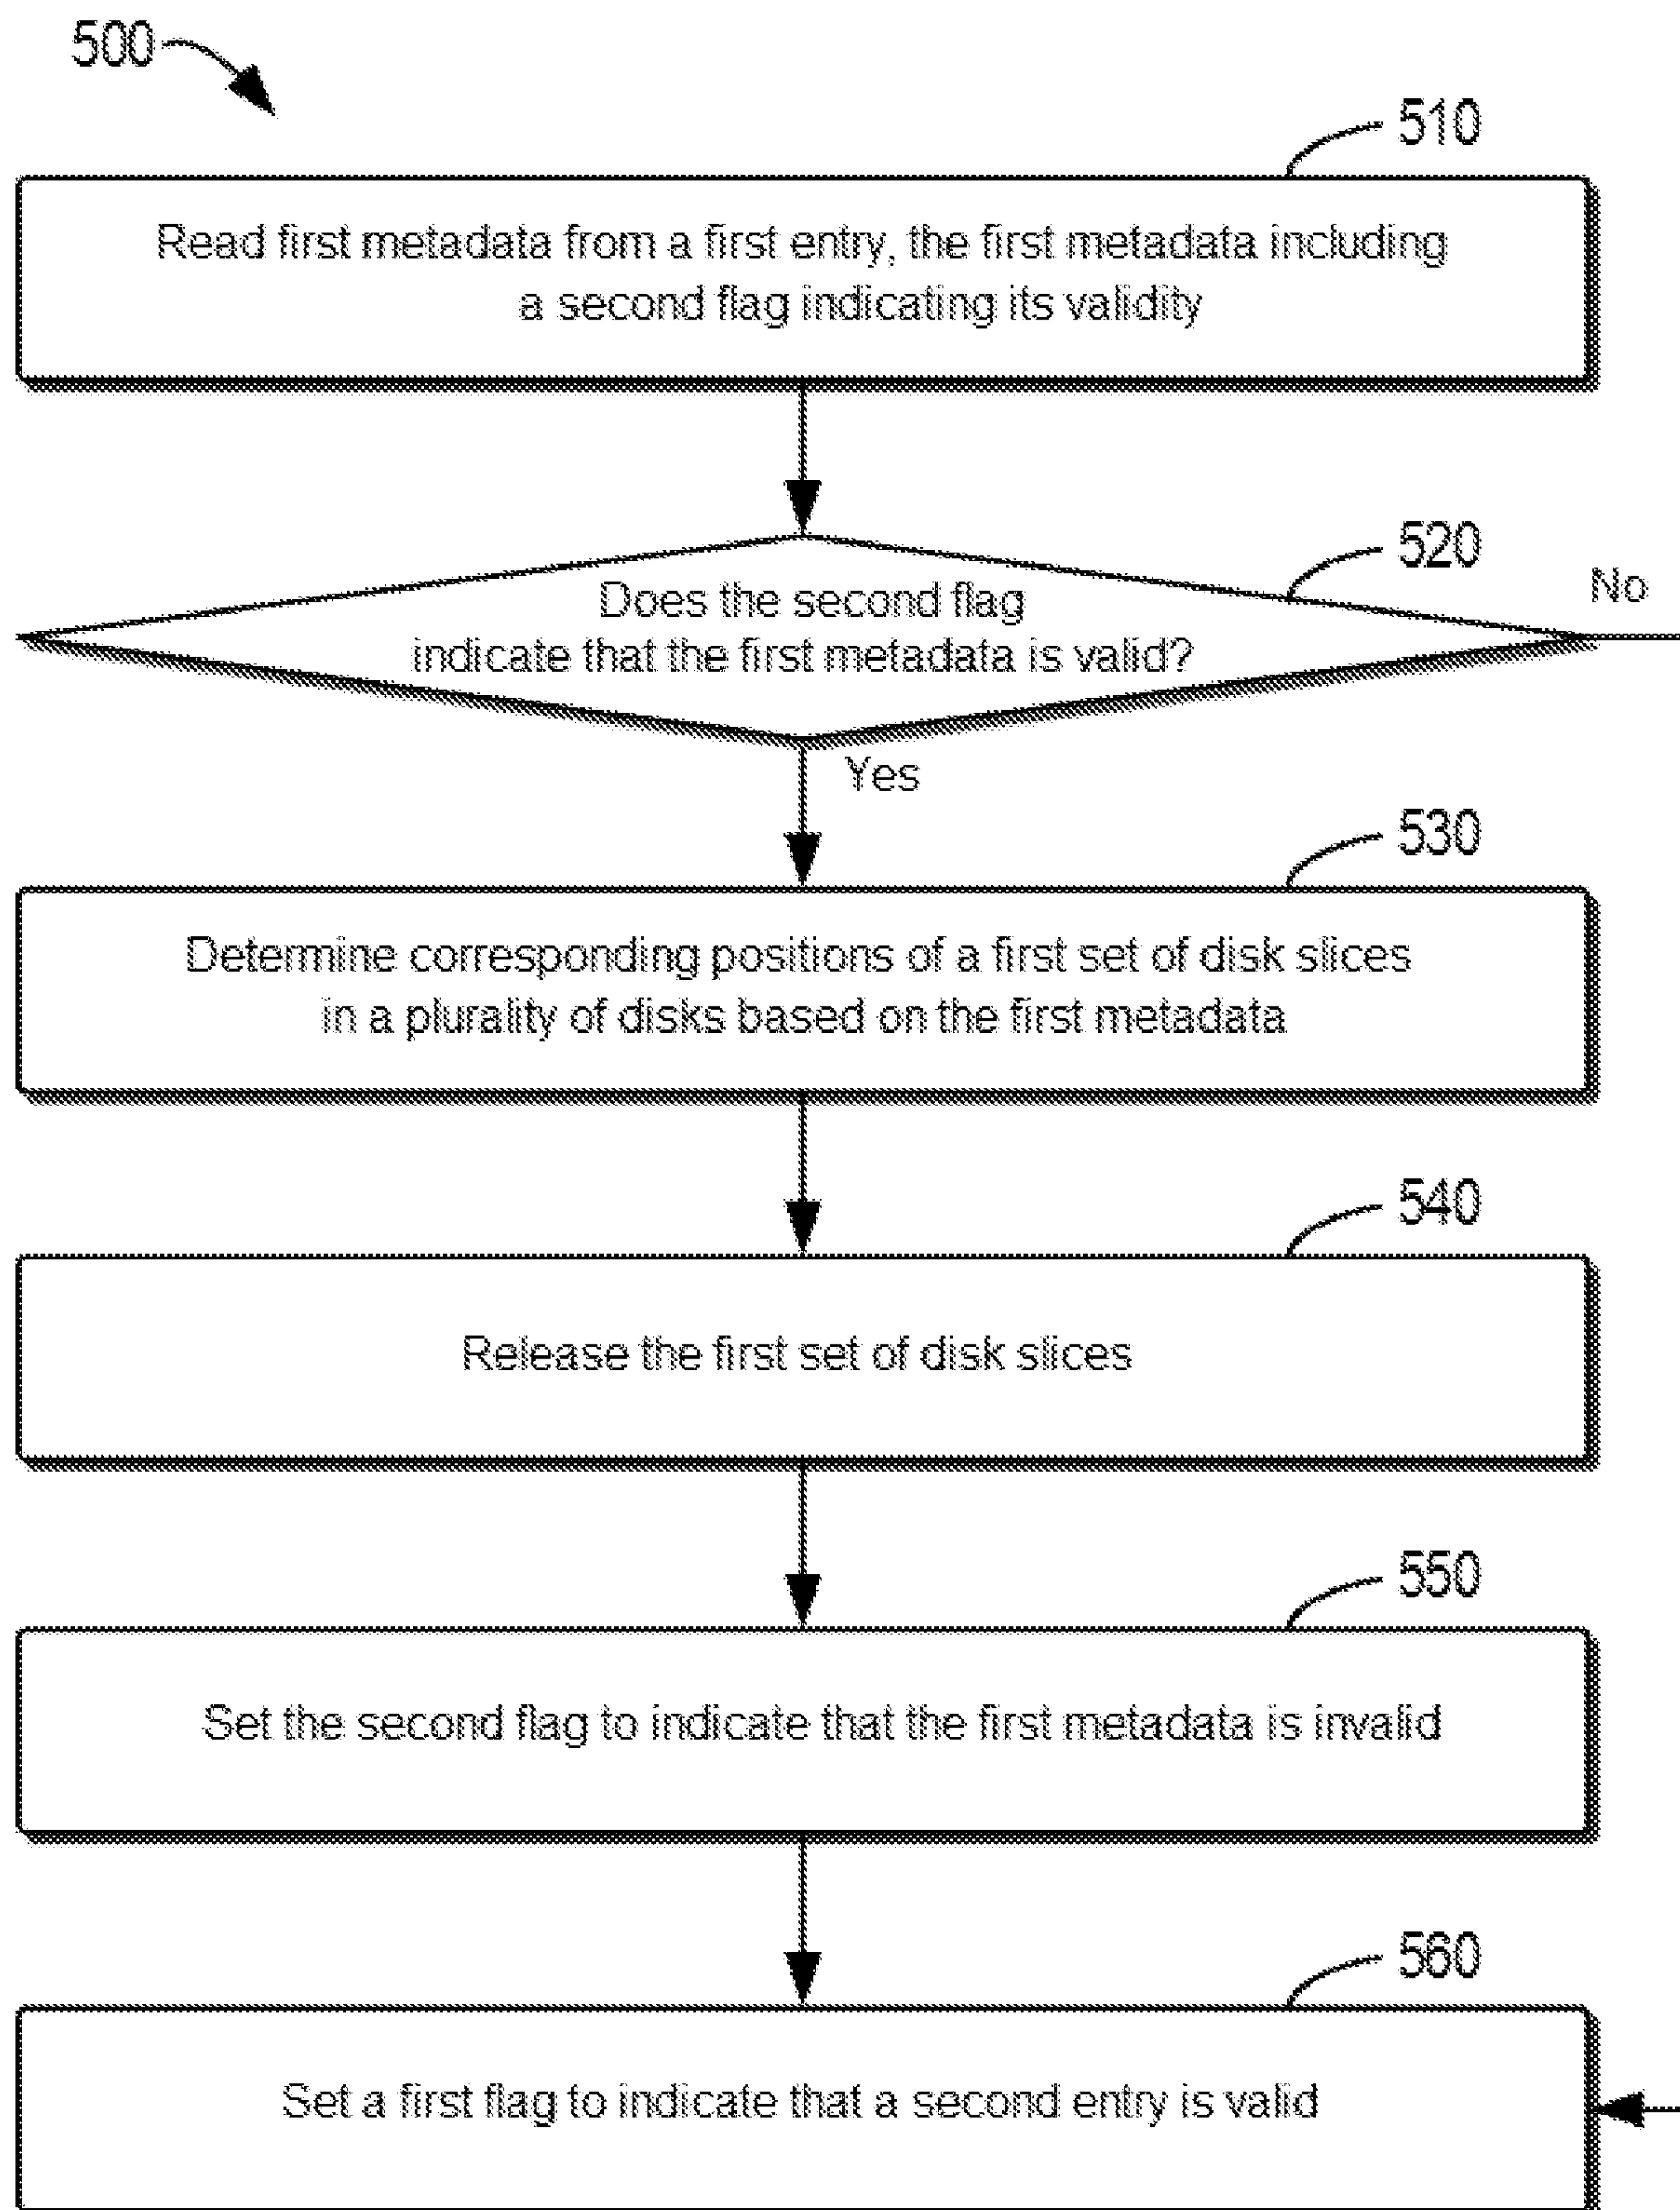 500
510
Read first metadata from a first entry, the first metadata including
a second flag indicating its validity
520
No
Does the second flag
indicate that the first metadata is valid?
Yes
530
Determine corresponding positions of a first set of disk slices
in a plurality of disks based on the first metadata
540
Release the first set of disk slices
550
Set the second flag to indicate that the first metadata is invalid
560
Set a first flag to indicate that a second entry is valid